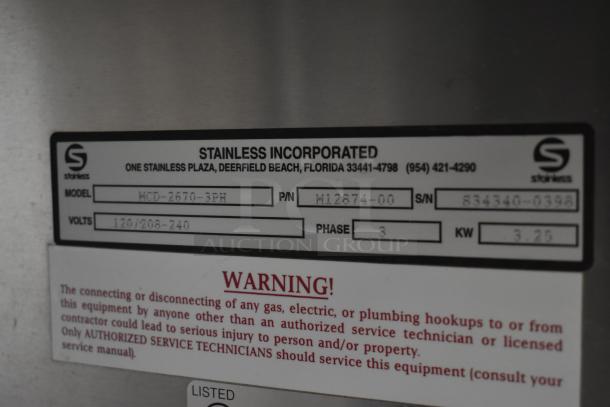 STAINLESS INCORPORATED
ONE STAINLESS PLAZA, DEERFIELD BEACH, FLORIDA 33441-4798 (954) 421-4290
S stainless
S stainless
MODEL MCD-2670-3PH P/N M12874-00 S/N 834340-0398
VOLTS 120/208-240 PHASE 3 KW 3.25
PCI
AUCTION GROUP
WARNING!
The connecting or disconnecting of any gas, electric, or plumbing hookups to or from
this equipment by anyone other than an authorized service technician or licensed
contractor could lead to serious injury to person and/or property.
Only AUTHORIZED SERVICE TECHNICIANS should service this equipment (consult your
service manual).
LISTED